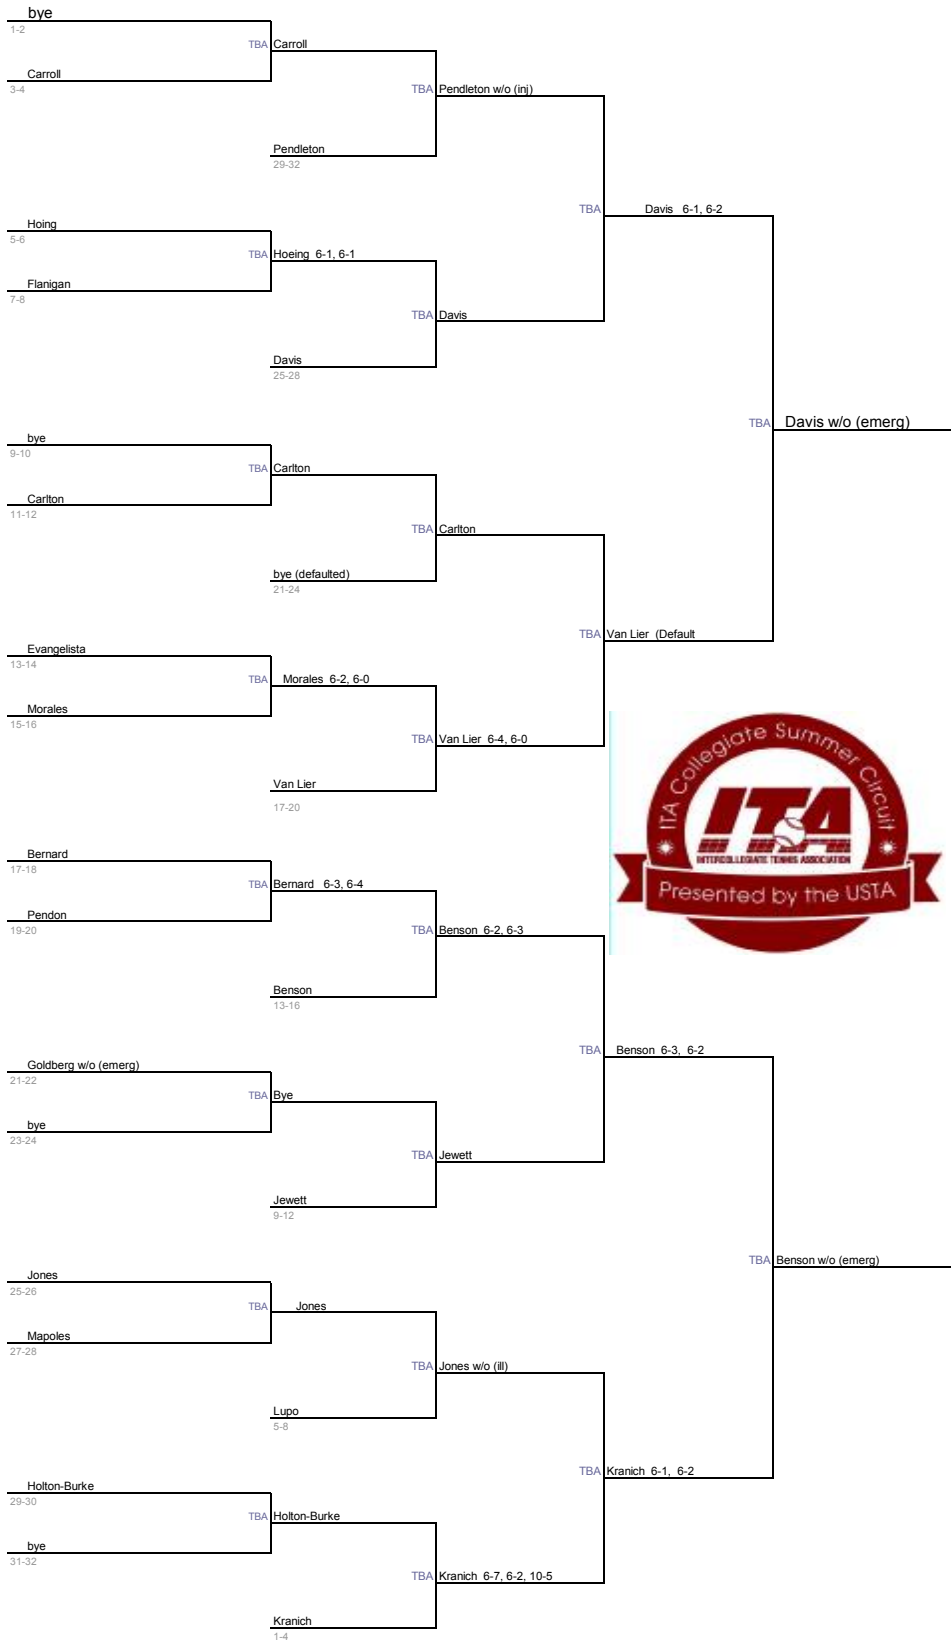 bye
1-2
TBA Carroll
Carroll
3-4
TBA Pendleton w/o (inj)
Pendleton
29-32
TBA Davis 6-1, 6-2
Hoing
5-6
TBA Hoeing 6-1, 6-1
Flanigan
7-8
TBA Davis
Davis
25-28
TBA Davis w/o (emerg)
bye
9-10
TBA Carlton
Carlton
11-12
TBA Carlton
bye (defaulted)
21-24
TBA Van Lier (Default
Evangelista
13-14
TBA Morales 6-2, 6-0
Morales
15-16
TBA Van Lier 6-4, 6-0
Van Lier
17-20
ITA Collegiate Summer Circuit
ITA
INTERCOLLEGIATE TENNIS ASSOCIATION
Presented by the USTA
Bernard
17-18
TBA Bernard 6-3, 6-4
Pendon
19-20
TBA Benson 6-2, 6-3
Benson
13-16
TBA Benson 6-3, 6-2
Goldberg w/o (emerg)
21-22
TBA Bye
bye
23-24
TBA Jewett
Jewett
9-12
TBA Benson w/o (emerg)
Jones
25-26
TBA Jones
Mapoles
27-28
TBA Jones w/o (ill)
Lupo
5-8
TBA Kranich 6-1, 6-2
Holton-Burke
29-30
TBA Holton-Burke
bye
31-32
TBA Kranich 6-7, 6-2, 10-5
Kranich
1-4